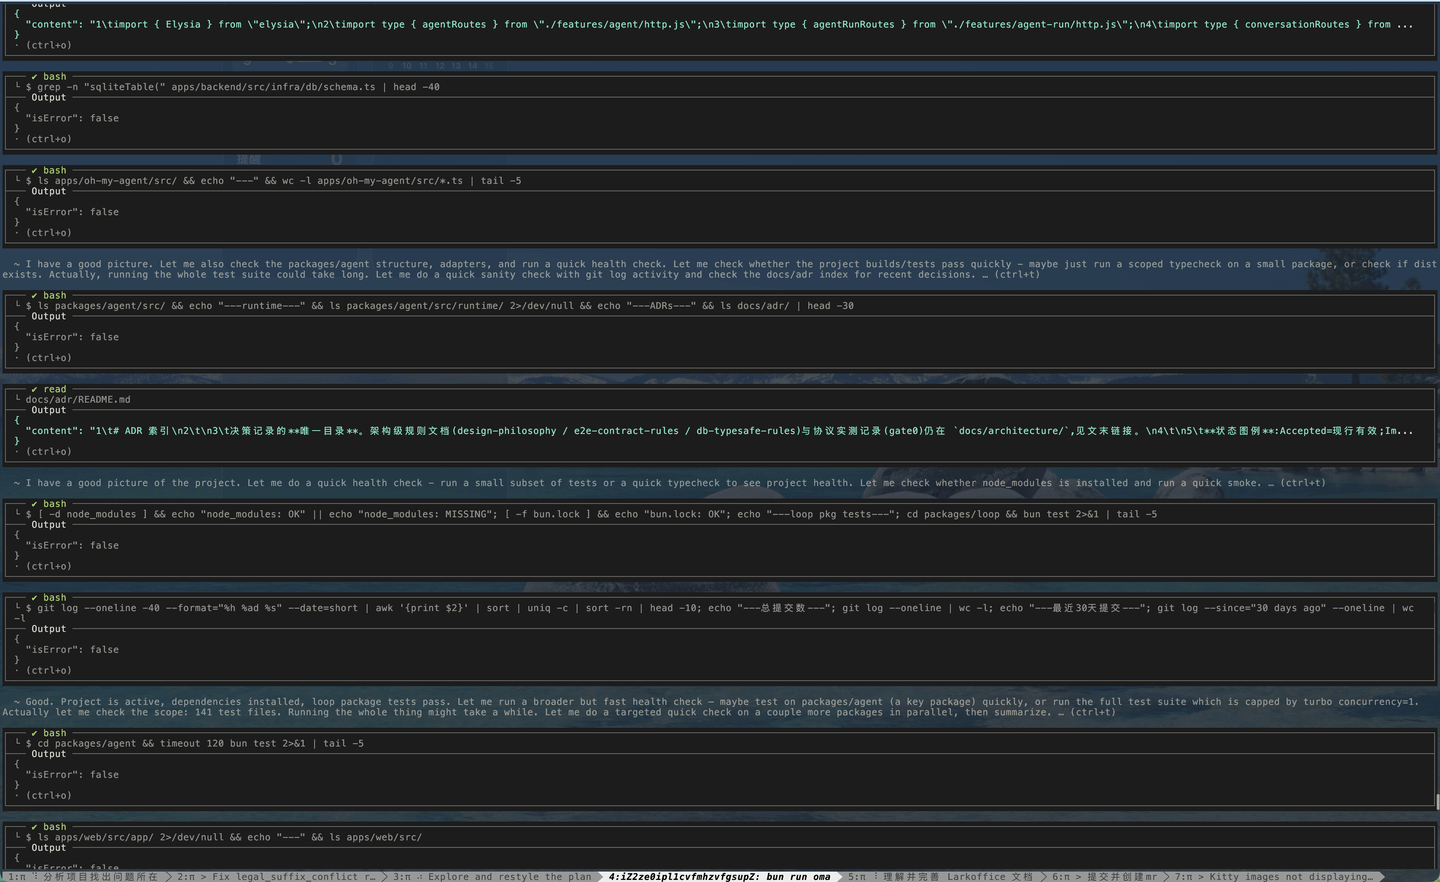 Output
{
"content": "1\timport { Elysia } from \"elysia\";\n2\timport type { agentRoutes } from \"./features/agent/http.js\";\n3\timport type { agentRunRoutes } from \"./features/agent-run/http.js\";\n4\timport type { conversationRoutes } from ...
}
· (ctrl+o)
✔ bash
└ $ grep -n "sqliteTable(" apps/backend/src/infra/db/schema.ts | head -40
Output
{
"isError": false
}
· (ctrl+o)
提醒 0
✔ bash
└ $ ls apps/oh-my-agent/src/ && echo "---" && wc -l apps/oh-my-agent/src/*.ts | tail -5
Output
{
"isError": false
}
· (ctrl+o)
~ I have a good picture. Let me also check the packages/agent structure, adapters, and run a quick health check. Let me check whether the project builds/tests pass quickly — maybe just run a scoped typecheck on a small package, or check if dist
exists. Actually, running the whole test suite could take long. Let me do a quick sanity check with git log activity and check the docs/adr index for recent decisions. … (ctrl+t)
✔ bash
└ $ ls packages/agent/src/ && echo "---runtime---" && ls packages/agent/src/runtime/ 2>/dev/null && echo "---ADRs---" && ls docs/adr/ | head -30
Output
{
"isError": false
}
· (ctrl+o)
✔ read
└ docs/adr/README.md
Output
{
"content": "1\t# ADR 索引\n2\t\n3\t决策记录的**唯一目录**。架构级规则文档(design-philosophy / e2e-contract-rules / db-typesafe-rules)与协议实测记录(gate0)仍在 `docs/architecture/`,见文末链接。\n4\t\n5\t**状态图例**:Accepted=现行有效;Im...
}
· (ctrl+o)
~ I have a good picture of the project. Let me do a quick health check — run a small subset of tests or a quick typecheck to see project health. Let me check whether node_modules is installed and run a quick smoke. … (ctrl+t)
✔ bash
└ $ [ -d node_modules ] && echo "node_modules: OK" || echo "node_modules: MISSING"; [ -f bun.lock ] && echo "bun.lock: OK"; echo "---loop pkg tests---"; cd packages/loop && bun test 2>&1 | tail -5
Output
{
"isError": false
}
· (ctrl+o)
✔ bash
└ $ git log --oneline -40 --format="%h %ad %s" --date=short | awk '{print $2}' | sort | uniq -c | sort -rn | head -10; echo "---总提交数---"; git log --oneline | wc -l; echo "---最近30天提交---"; git log --since="30 days ago" --oneline | wc
-l
Output
{
"isError": false
}
· (ctrl+o)
~ Good. Project is active, dependencies installed, loop package tests pass. Let me run a broader but fast health check — maybe test on packages/agent (a key package) quickly, or run the full test suite which is capped by turbo concurrency=1.
Actually let me check the scope: 141 test files. Running the whole thing might take a while. Let me do a targeted quick check on a couple more packages in parallel, then summarize. … (ctrl+t)
✔ bash
└ $ cd packages/agent && timeout 120 bun test 2>&1 | tail -5
Output
{
"isError": false
}
· (ctrl+o)
✔ bash
└ $ ls apps/web/src/app/ 2>/dev/null && echo "---" && ls apps/web/src/
Output
{
"isError": false
1:π ⠹ 分析项目找出问题所在 2:π > Fix legal_suffix_conflict r… 3:π ⠴ Explore and restyle the plan 4:iZ2ze0ipl1cvfmhzvfgsupZ: bun run oma 5:π ⠇ 理解并完善 Larkoffice 文档 6:π > 提交并创建mr 7:π > Kitty images not displaying…